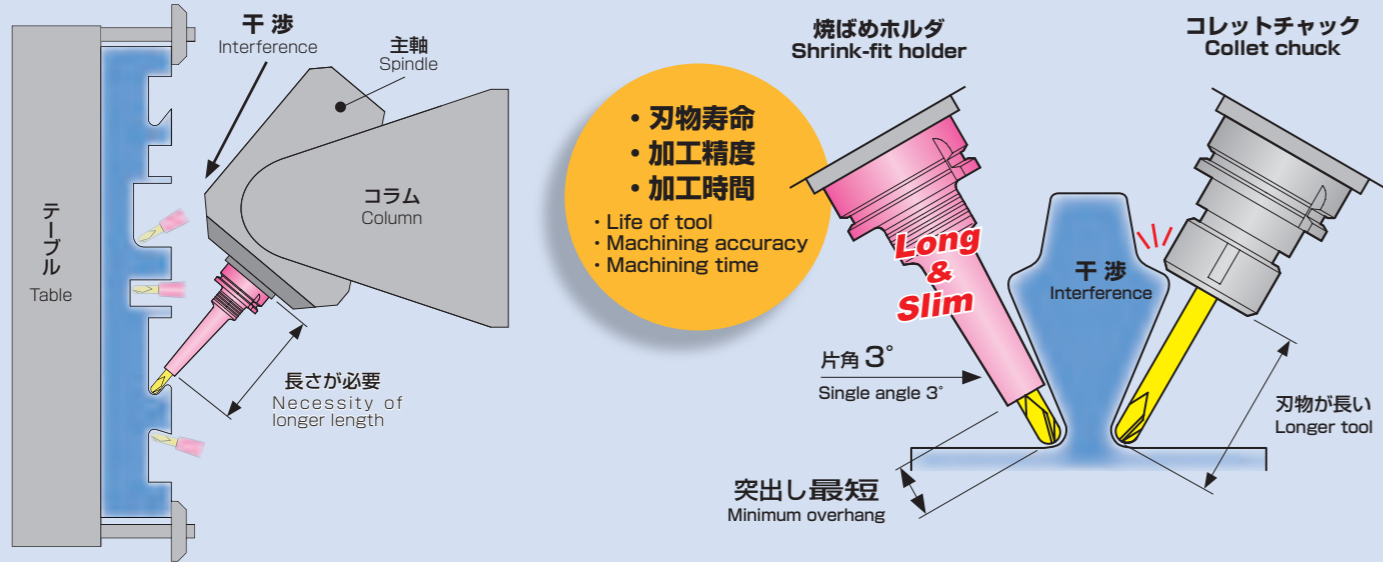 干 渉
Interference
主軸
Spindle
コラム
Column
テーブル
Table
長さが必要
Necessity of
longer length
・刃物寿命
・加工精度
・加工時間
・Life of tool
・Machining accuracy
・Machining time
焼ばめホルダ
Shrink-fit holder
コレットチャック
Collet chuck
Long
&
Slim
干 渉
Interference
片角 3°
Single angle 3°
刃物が長い
Longer tool
突出し最短
Minimum overhang